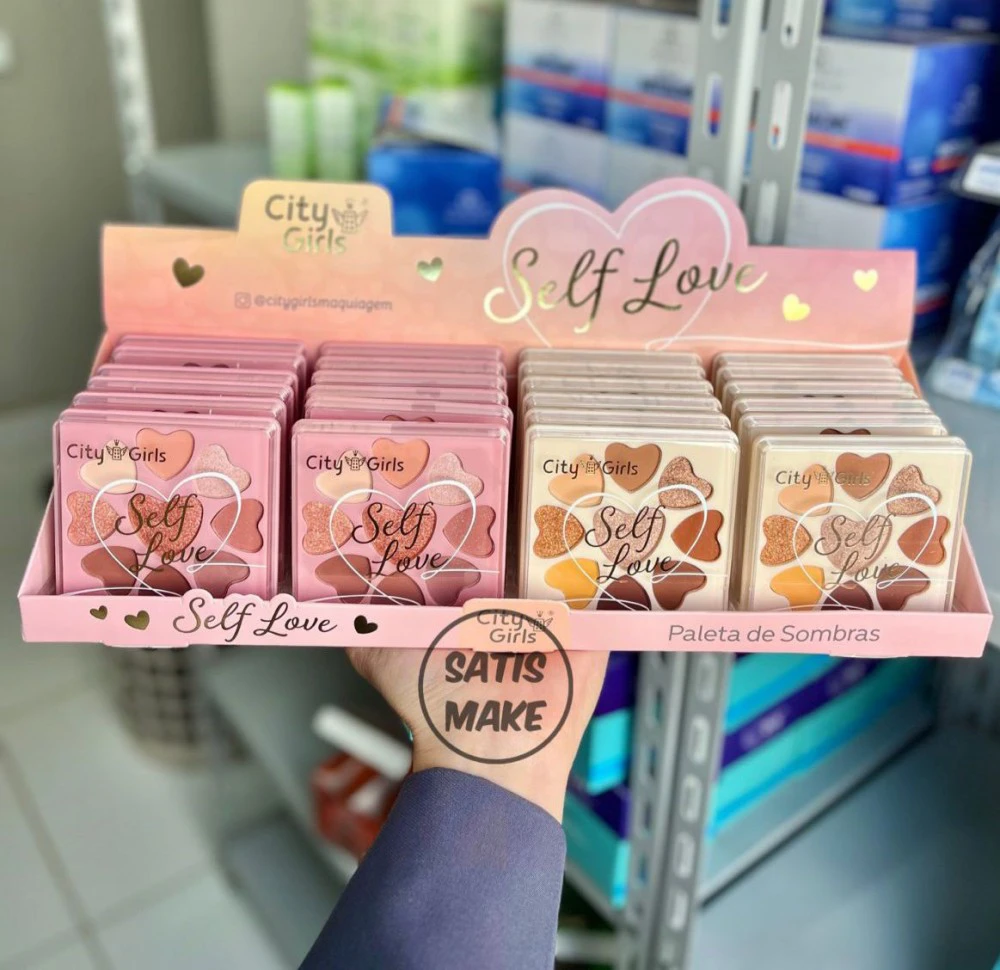 City
Girls
@citygirlsmaquiagem
Self Love
City Girls
Self
Love
City Girls
Self
Love
City Girls
Self
Love
City Girls
Self
Love
Self Love
City
Girls
Paleta de Sombras
SATIS
MAKE